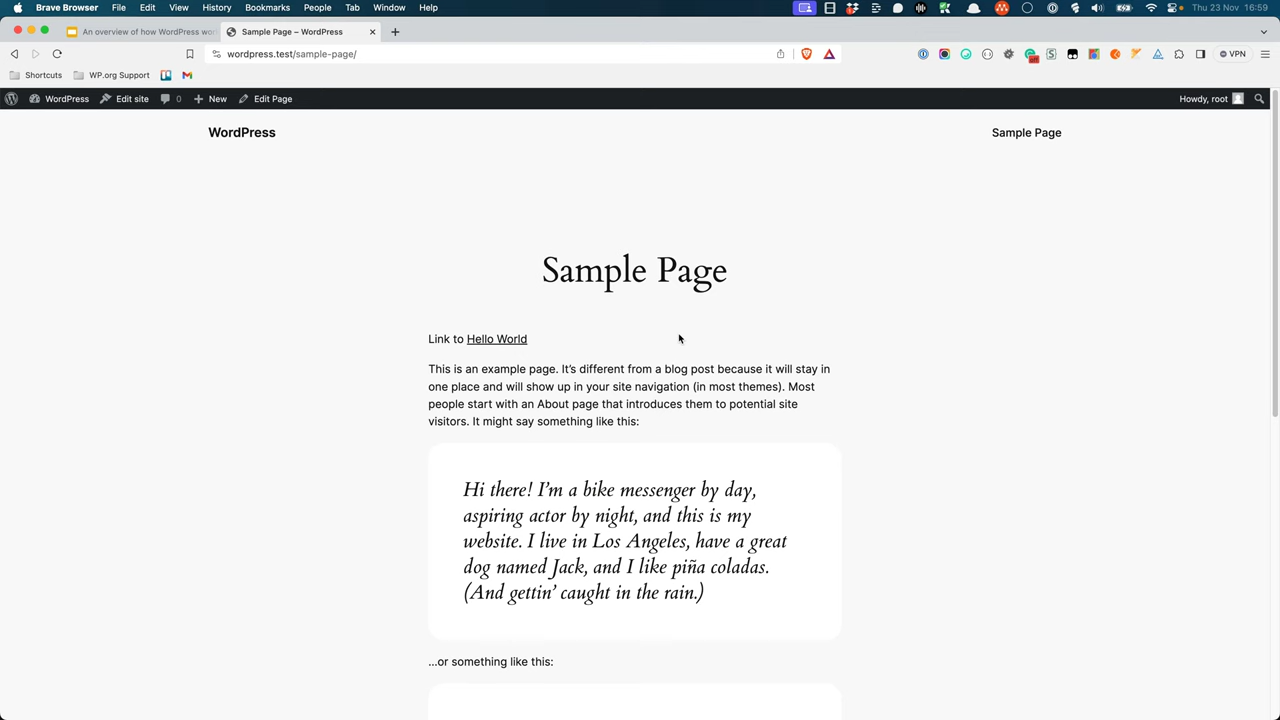 Brave Browser File Edit View History Bookmarks People Tab Window Help Thu 23 Nov 16:59
An overview of how WordPress wor Sample Page – WordPress
wordpress.test/sample-page/ VPN
Shortcuts WP.org Support
WordPress Edit site 0 New Edit Page Howdy, root
WordPress Sample Page
Sample Page
Link to Hello World
This is an example page. It’s different from a blog post because it will stay in
one place and will show up in your site navigation (in most themes). Most
people start with an About page that introduces them to potential site
visitors. It might say something like this:
Hi there! I’m a bike messenger by day,
aspiring actor by night, and this is my
website. I live in Los Angeles, have a great
dog named Jack, and I like piña coladas.
(And gettin’ caught in the rain.)
…or something like this: